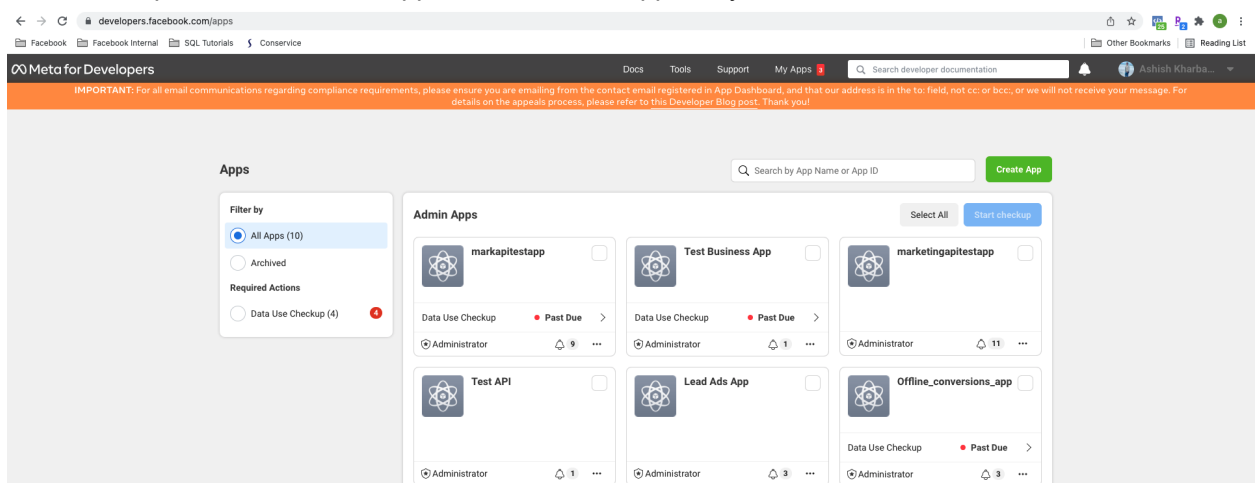 developers.facebook.com/apps
Facebook Facebook Internal SQL Tutorials Conservice Other Bookmarks Reading List
Meta for Developers Docs Tools Support My Apps 3 Search developer documentation Ashish Kharba...
IMPORTANT: For all email communications regarding compliance requirements, please ensure you are emailing from the contact email registered in App Dashboard, and that our address is in the to: field, not cc: or bcc:, or we will not receive your message. For
details on the appeals process, please refer to this Developer Blog post. Thank you!
Apps Search by App Name or App ID Create App
Filter by
All Apps (10)
Archived
Required Actions
Data Use Checkup (4) 4
Admin Apps Select All Start checkup
markapitestapp Test Business App marketingapitestapp
Data Use Checkup Past Due Data Use Checkup Past Due
Administrator 9 ... Administrator 1 ... Administrator 11 ...
Test API Lead Ads App Offline_conversions_app
Data Use Checkup Past Due
Administrator 1 ... Administrator 3 ... Administrator 3 ...